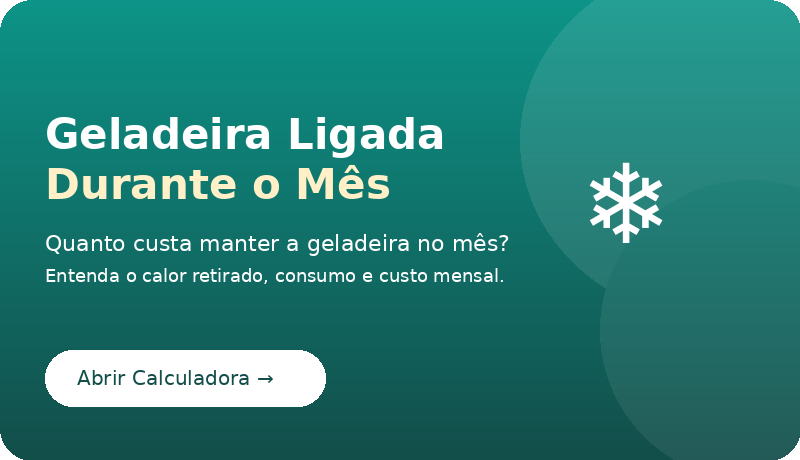 Geladeira Ligada
Durante o Mês
Quanto custa manter a geladeira no mês?
Entenda o calor retirado, consumo e custo mensal.
Abrir Calculadora →